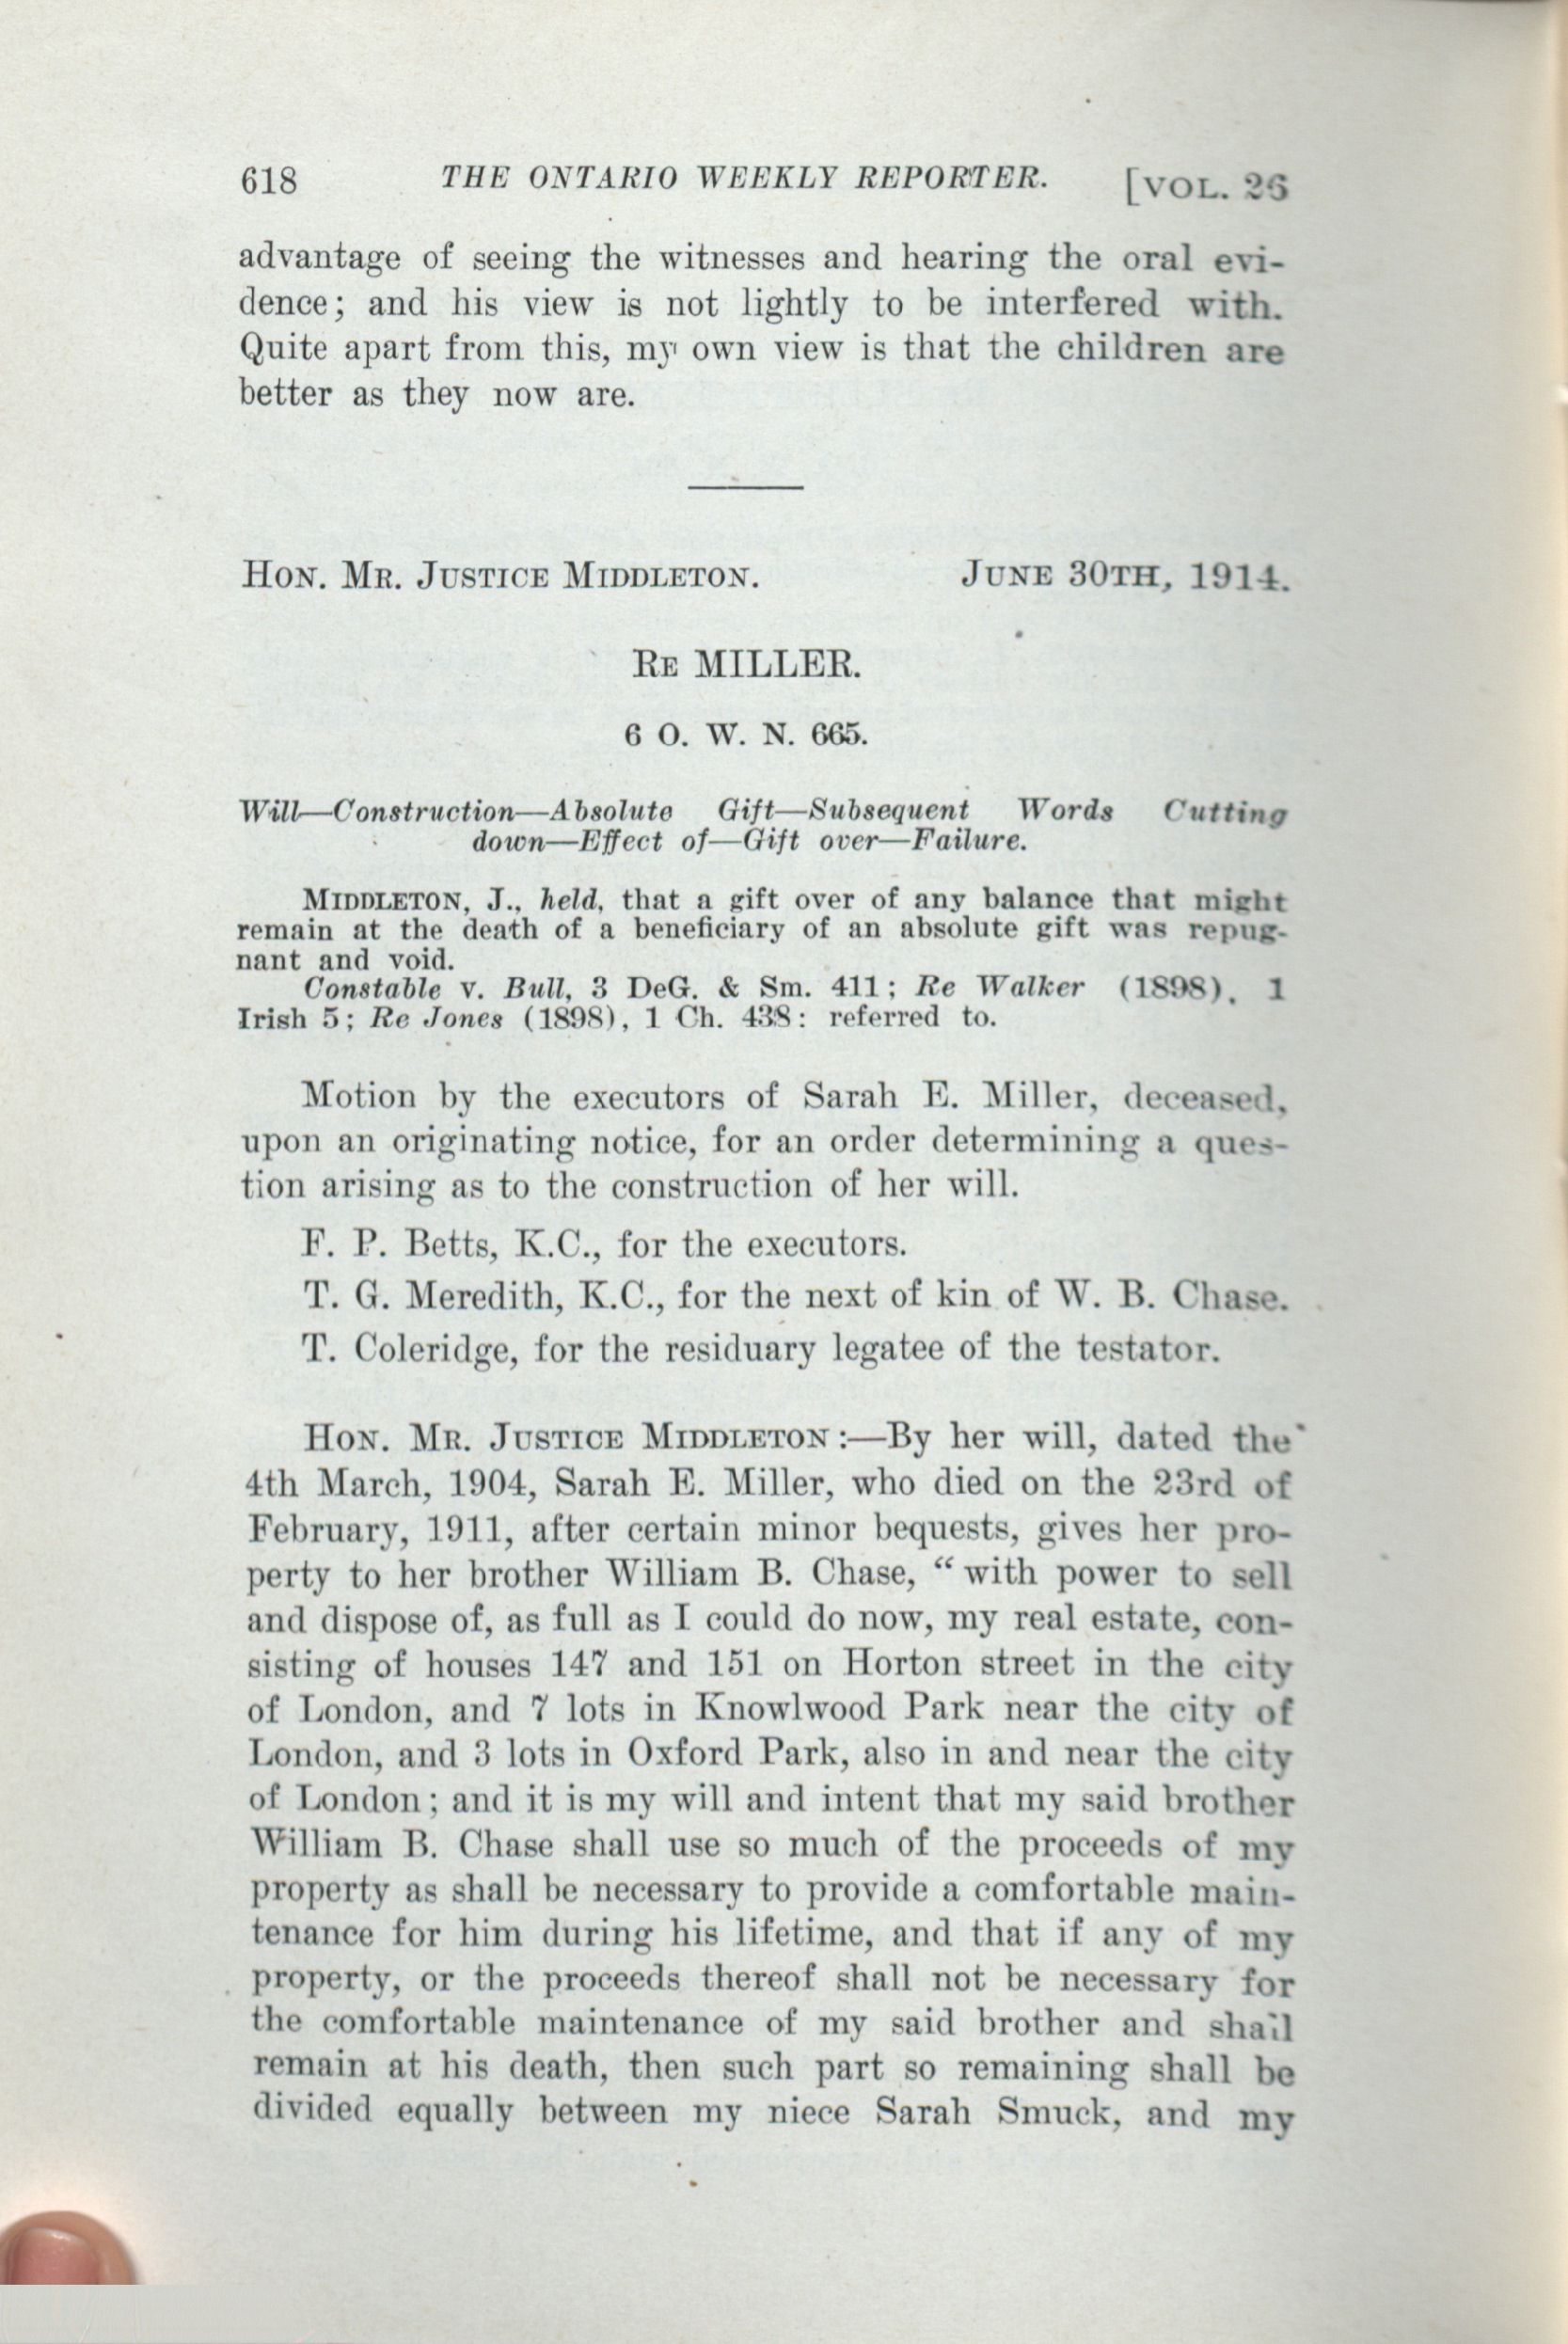 618 THE ONTARIO WEEKLY REPORTER. [VOL. 26
advantage of seeing the witnesses and hearing the oral evi-
dence; and his view is not lightly to be interfered with.
Quite apart from this, my own view is that the children are
better as they now are.
HON. MR. JUSTICE MIDDLETON. JUNE 30TH, 1914.
RE MILLER.
6 O. W. N. 665.
Will—Construction—Absolute Gift—Subsequent Words Cutting
down—Effect of—Gift over—Failure.
MIDDLETON, J., held, that a gift over of any balance that might
remain at the death of a beneficiary of an absolute gift was repug-
nant and void.
Constable v. Bull, 3 DeG. & Sm. 411; Re Walker (1898), 1
Irish 5; Re Jones (1898), 1 Ch. 438: referred to.
Motion by the executors of Sarah E. Miller, deceased,
upon an originating notice, for an order determining a ques-
tion arising as to the construction of her will.
F. P. Betts, K.C., for the executors.
T. G. Meredith, K.C., for the next of kin of W. B. Chase.
T. Coleridge, for the residuary legatee of the testator.
HON. MR. JUSTICE MIDDLETON:—By her will, dated the
4th March, 1904, Sarah E. Miller, who died on the 23rd of
February, 1911, after certain minor bequests, gives her pro-
perty to her brother William B. Chase, "with power to sell
and dispose of, as full as I could do now, my real estate, con-
sisting of houses 147 and 151 on Horton street in the city
of London, and 7 lots in Knowlwood Park near the city of
London, and 3 lots in Oxford Park, also in and near the city
of London; and it is my will and intent that my said brother
William B. Chase shall use so much of the proceeds of my
property as shall be necessary to provide a comfortable main-
tenance for him during his lifetime, and that if any of my
property, or the proceeds thereof shall not be necessary for
the comfortable maintenance of my said brother and shall
remain at his death, then such part so remaining shall be
divided equally between my niece Sarah Smuck, and my